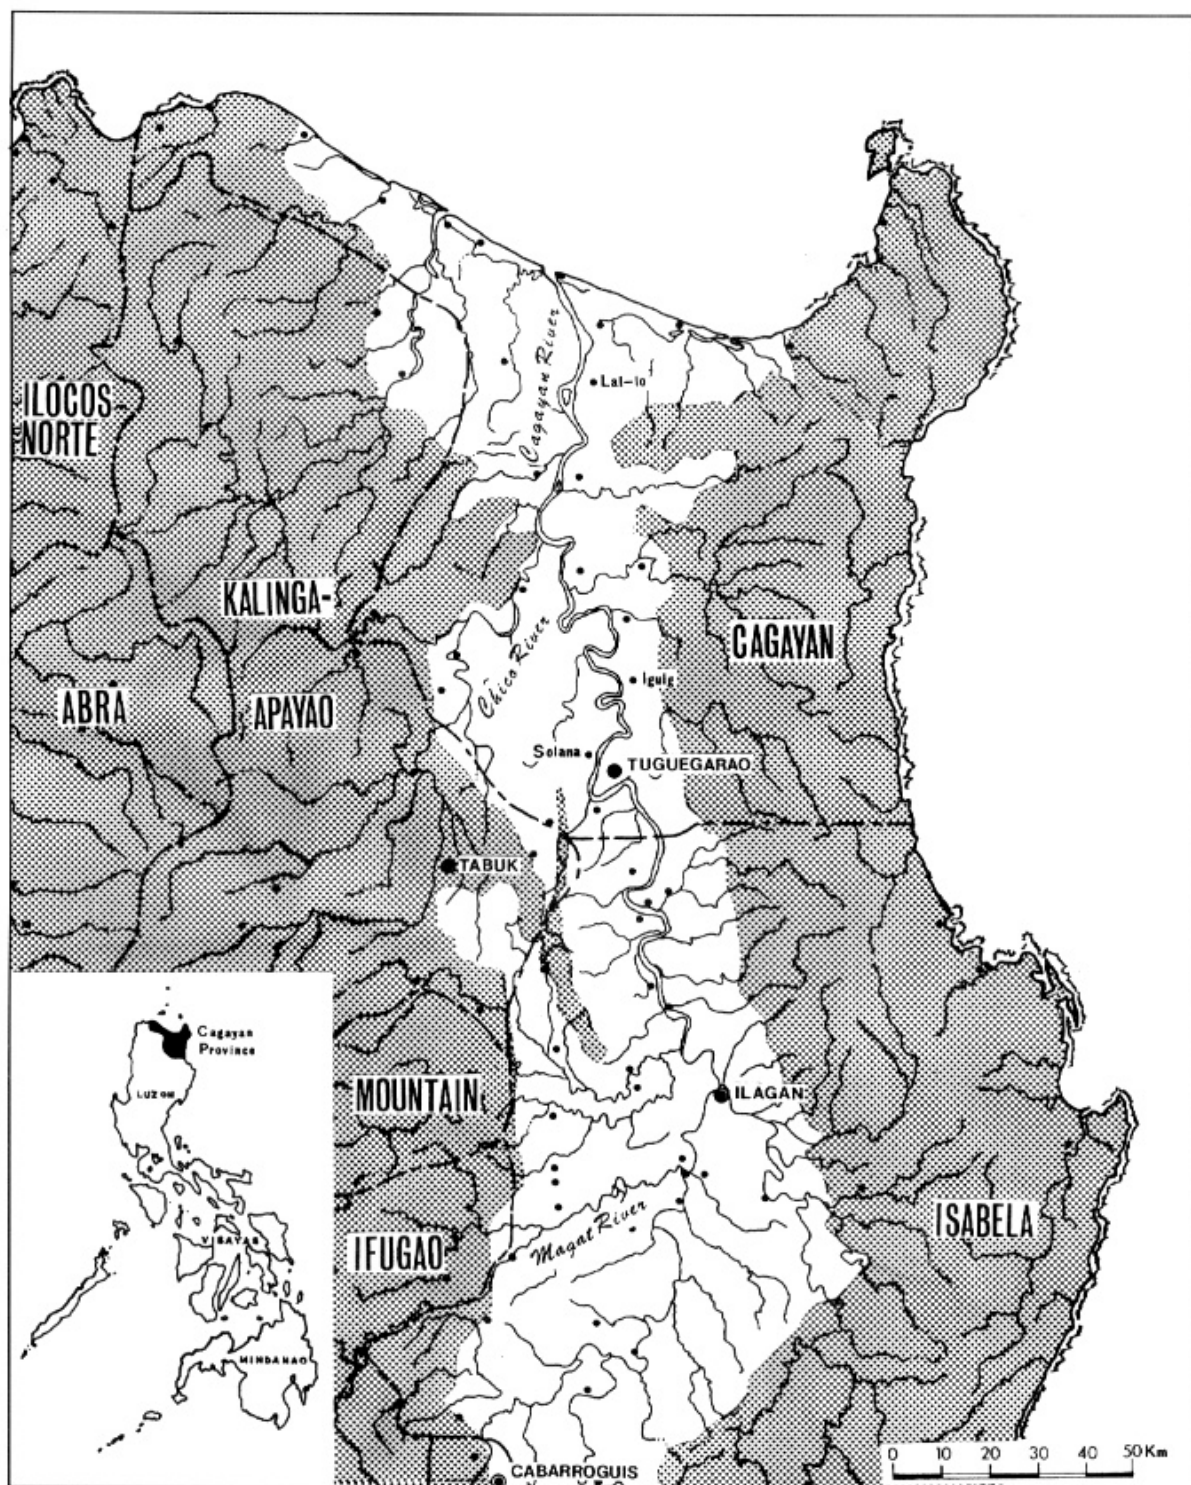 Cagayan River
Lal-lo
ILOCOS-
NORTE
KALINGA-
CAGAYAN
Chico River
Iguig
ABRA
APAYAO
Solana
TUGUEGARAO
TABUK
Cagayan
Province
LUZON
MOUNTAIN
ILAGAN
Magat River
ISABELA
IFUGAO
VISAYAS
MINDANAO
0 10 20 30 40 50 Km
CABARROGUIS